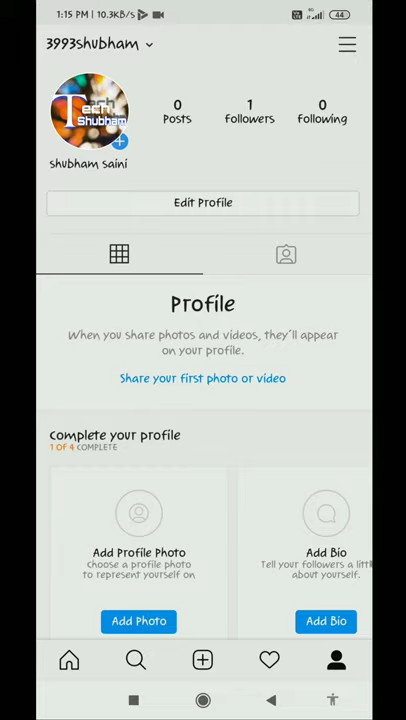 1:15 PM | 10.3KB/s
4G
44
3993shubham
Tech
Tech
Shubham
0
1
0
Posts
followers
following
shubham saini
Edit Profile
Profile
When you share photos and videos, they'll appear
on your profile.
Share your first photo or video
Complete your profile
1 OF 4 COMPLETE
Add Profile Photo
Choose a profile photo
to represent yourself on
Add Photo
Add Bio
Tell your followers a littl
about yourself.
Add Bio